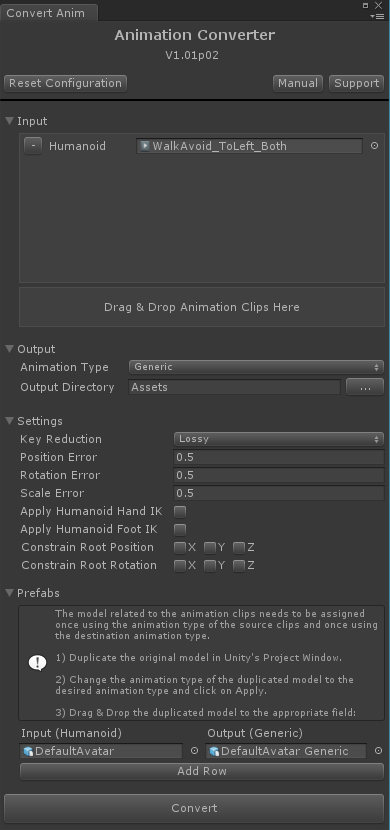 Convert Anim
Animation Converter
V1.01p02
Reset Configuration Manual Support
Input
- Humanoid WalkAvoid_ToLeft_Both
Drag & Drop Animation Clips Here
Output
Animation Type Generic
Output Directory Assets ...
Settings
Key Reduction Lossy
Position Error 0.5
Rotation Error 0.5
Scale Error 0.5
Apply Humanoid Hand IK
Apply Humanoid Foot IK
Constrain Root Position X Y Z
Constrain Root Rotation X Y Z
Prefabs
The model related to the animation clips needs to be assigned
once using the animation type of the source clips and once using
the destination animation type.
1) Duplicate the original model in Unity's Project Window.
2) Change the animation type of the duplicated model to the
desired animation type and click on Apply.
3) Drag & Drop the duplicated model to the appropriate field:
Input (Humanoid) Output (Generic)
DefaultAvatar DefaultAvatar Generic
Add Row
Convert